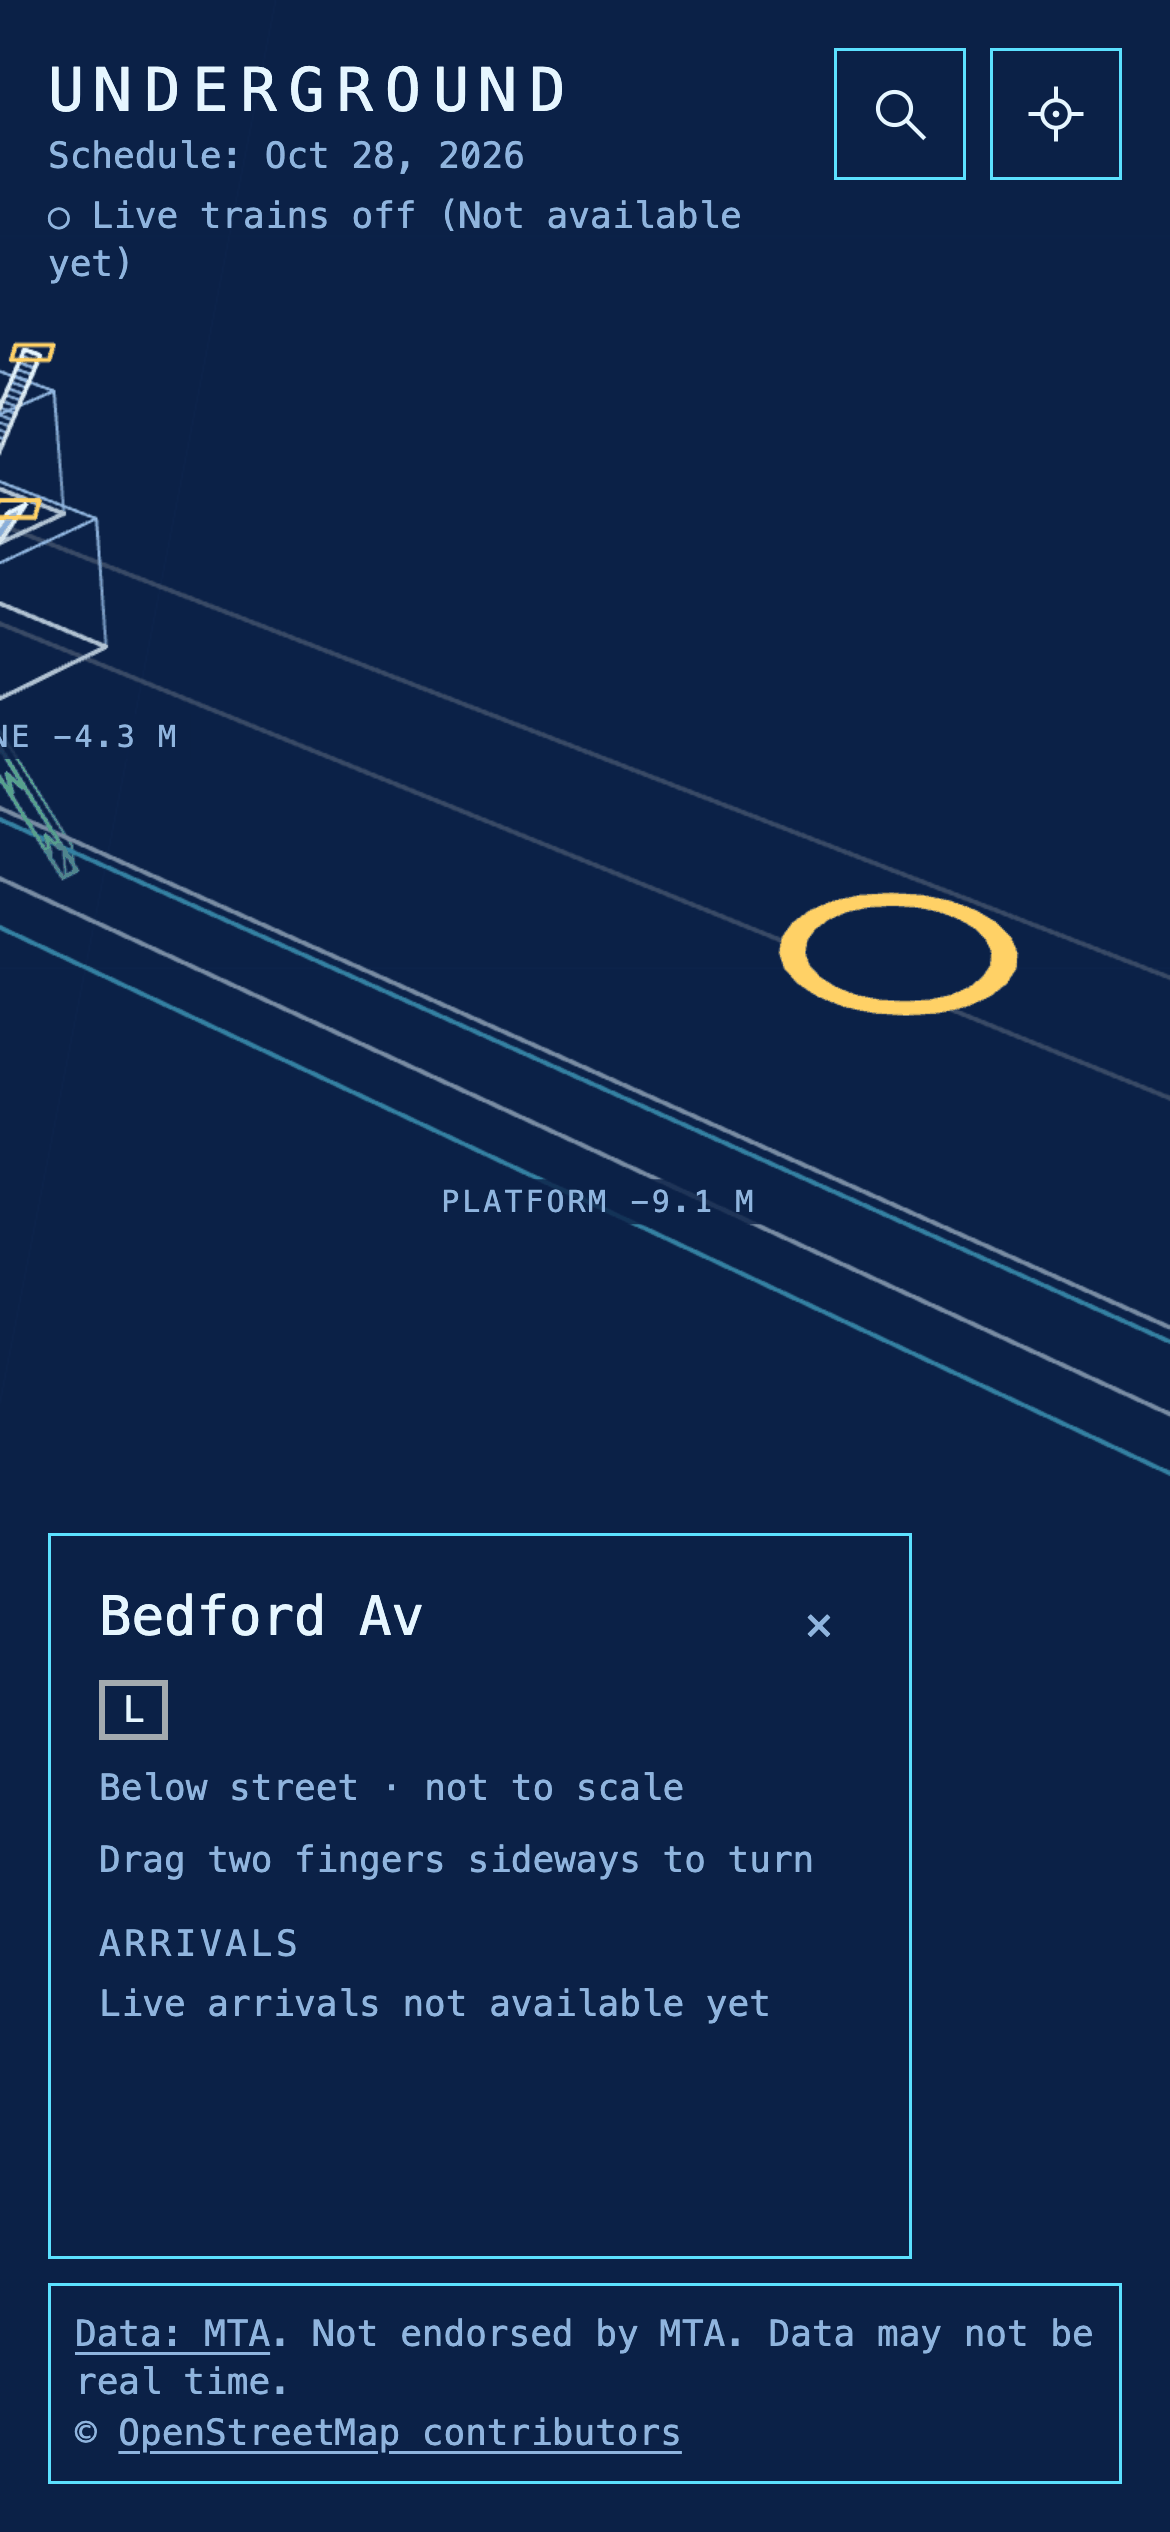 UNDERGROUND
Schedule: Oct 28, 2026
○ Live trains off (Not available
yet)
NE −4.3 M
PLATFORM −9.1 M
Bedford Av
×
L
Below street · not to scale
Drag two fingers sideways to turn
ARRIVALS
Live arrivals not available yet
Data: MTA. Not endorsed by MTA. Data may not be
real time.
© OpenStreetMap contributors